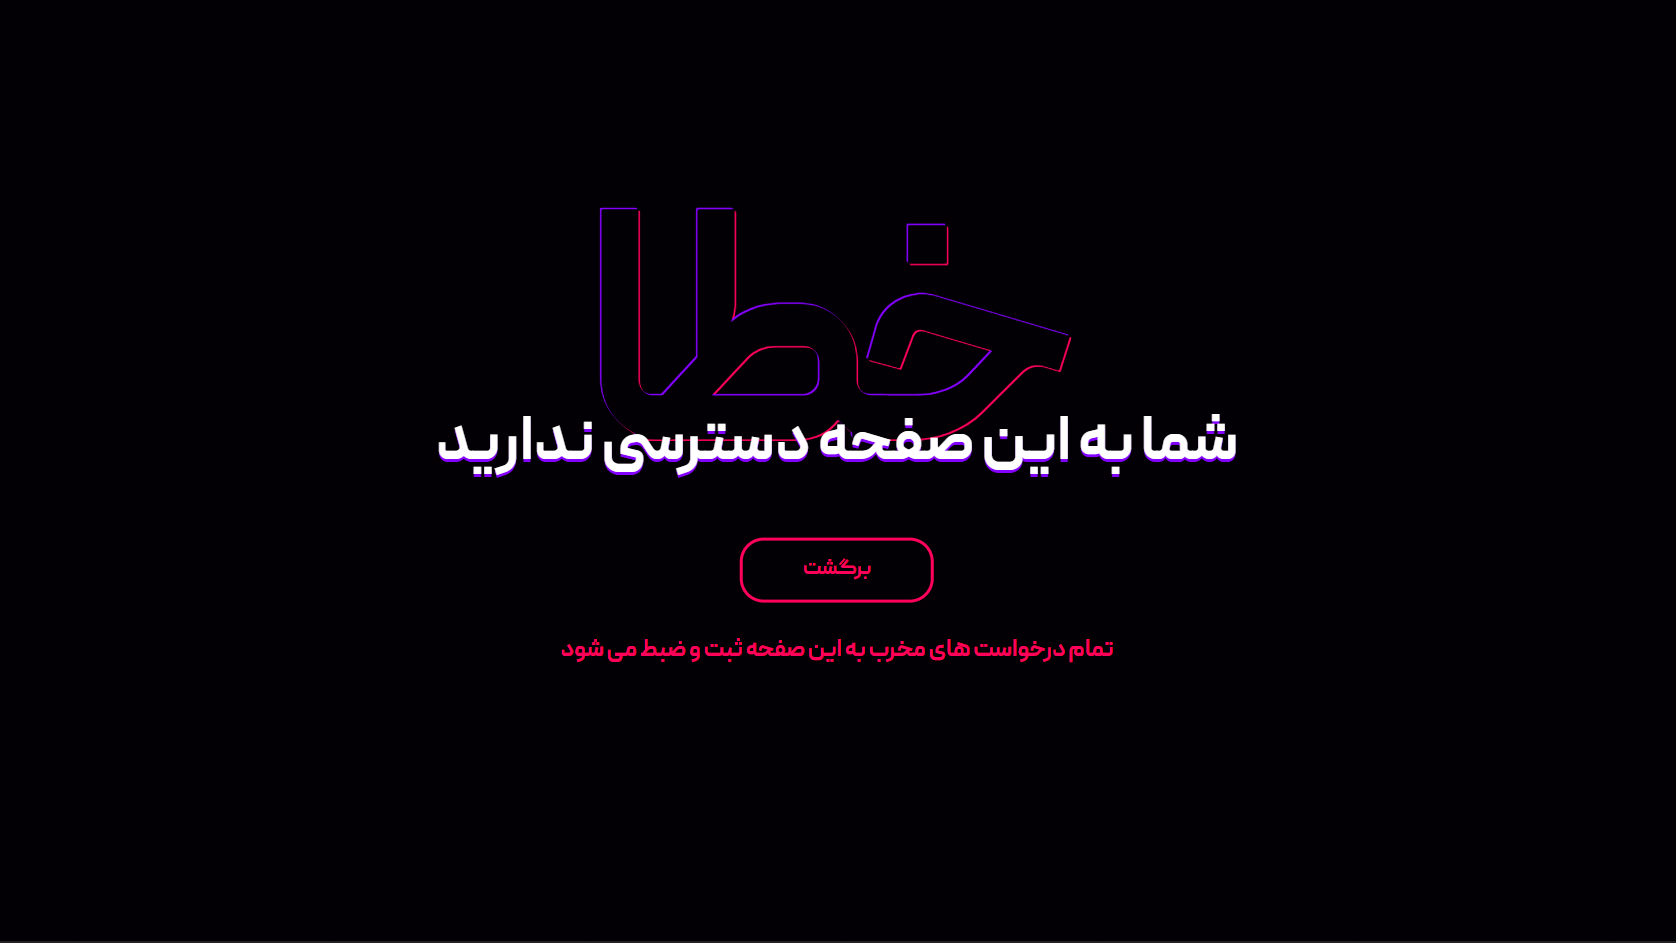 خطا
شما به این صفحه دسترسی ندارید
برگشت
تمام درخواست های مخرب به این صفحه ثبت و ضبط می شود